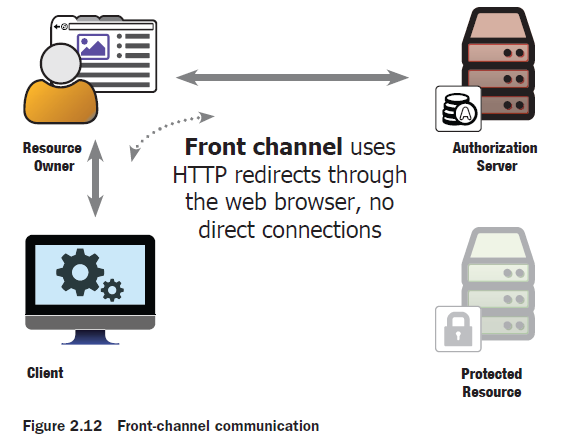 Resource
Owner
Front channel uses
HTTP redirects through
the web browser, no
direct connections
A
Authorization
Server
Client
Protected
Resource
Figure 2.12 Front-channel communication